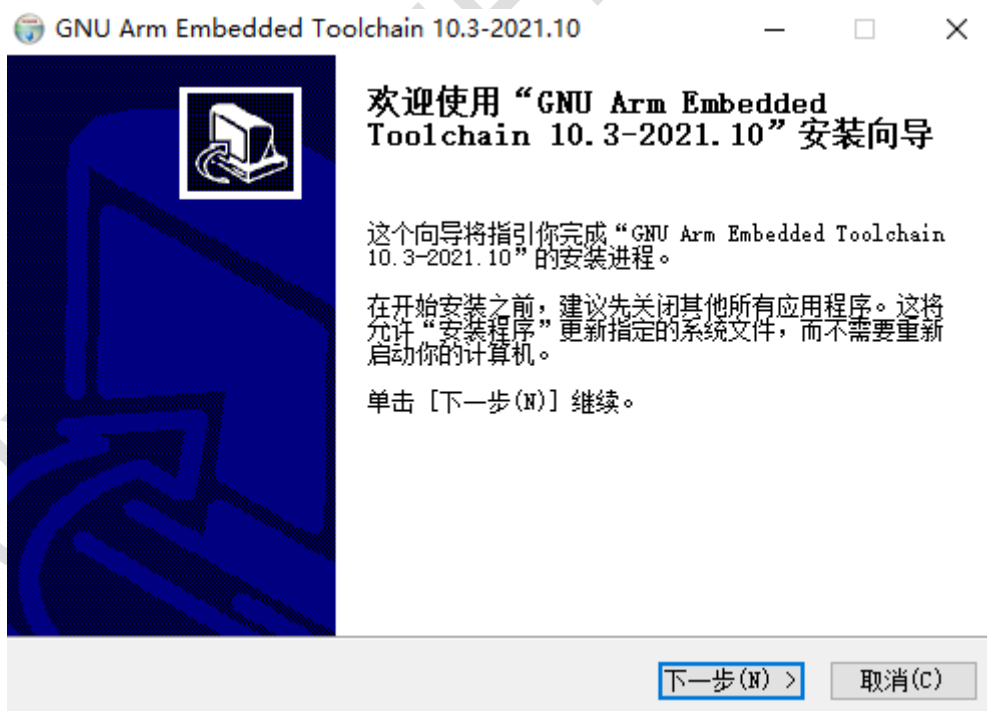 GNU Arm Embedded Toolchain 10.3-2021.10
欢迎使用“GNU Arm Embedded
Toolchain 10.3-2021.10”安装向导
这个向导将指引你完成“GNU Arm Embedded Toolchain
10.3-2021.10”的安装进程。
在开始安装之前，建议先关闭其他所有应用程序。这将
允许“安装程序”更新指定的系统文件，而不需要重新
启动你的计算机。
单击 [下一步(N)] 继续。
下一步(N) >
取消(C)